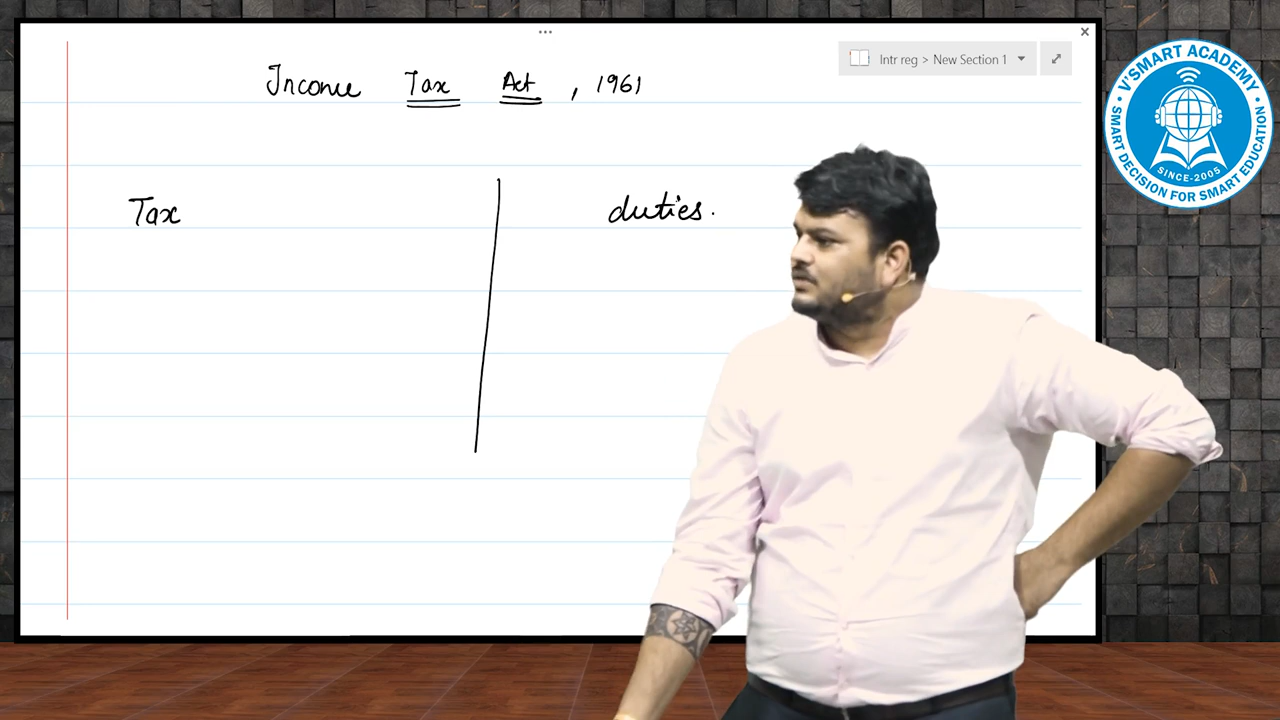 Income Tax Act, 1961
Intr reg > New Section 1
Tax
duties.
V'SMART ACADEMY
SINCE-2005
SMART DECISION FOR SMART EDUCATION